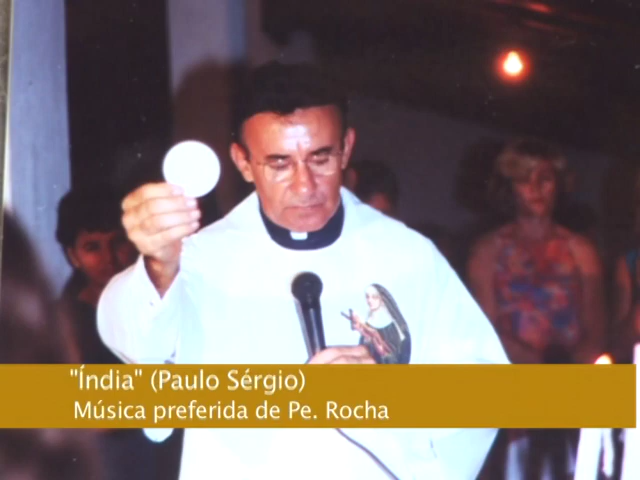 "Índia" (Paulo Sérgio)
Música preferida de Pe. Rocha